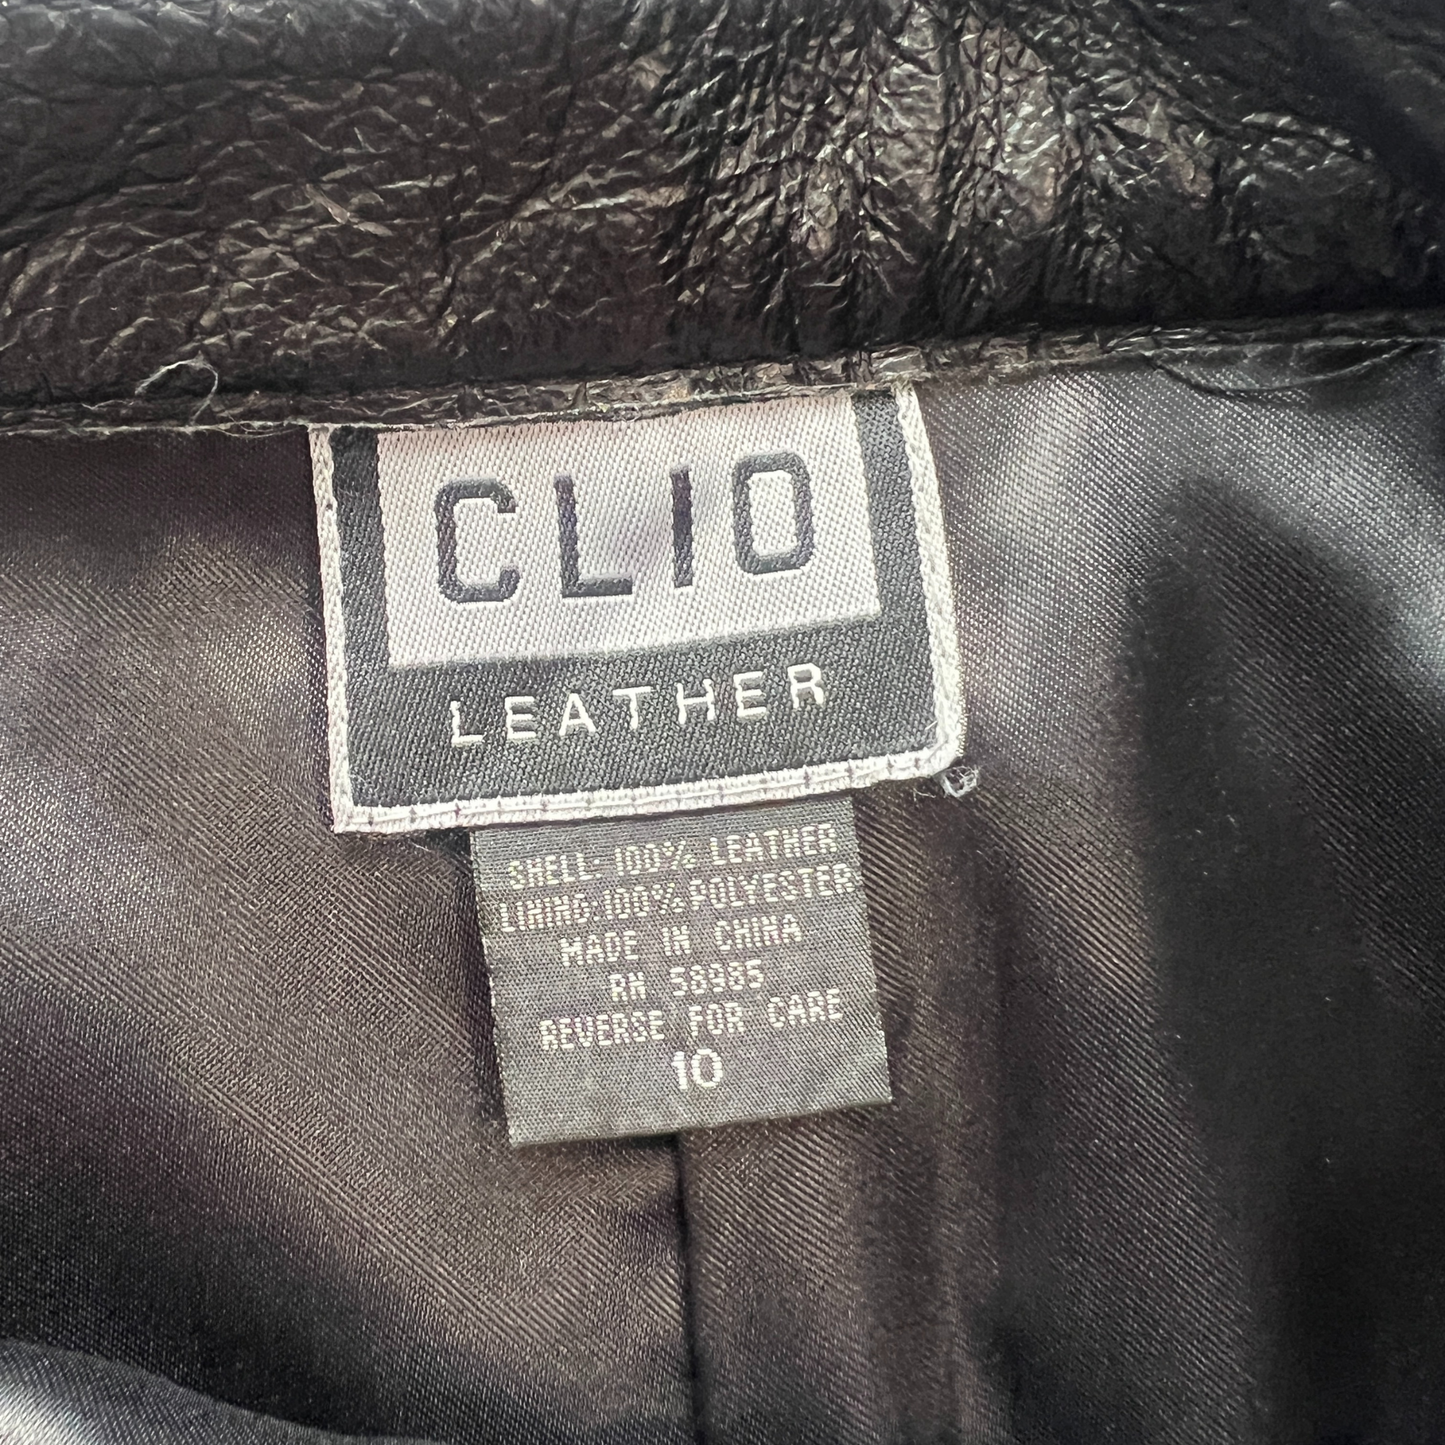 CLIO
LEATHER
SHELL: 100% LEATHER
LINING:100%POLYESTER
MADE IN CHINA
RN 58985
REVERSE FOR CARE
10